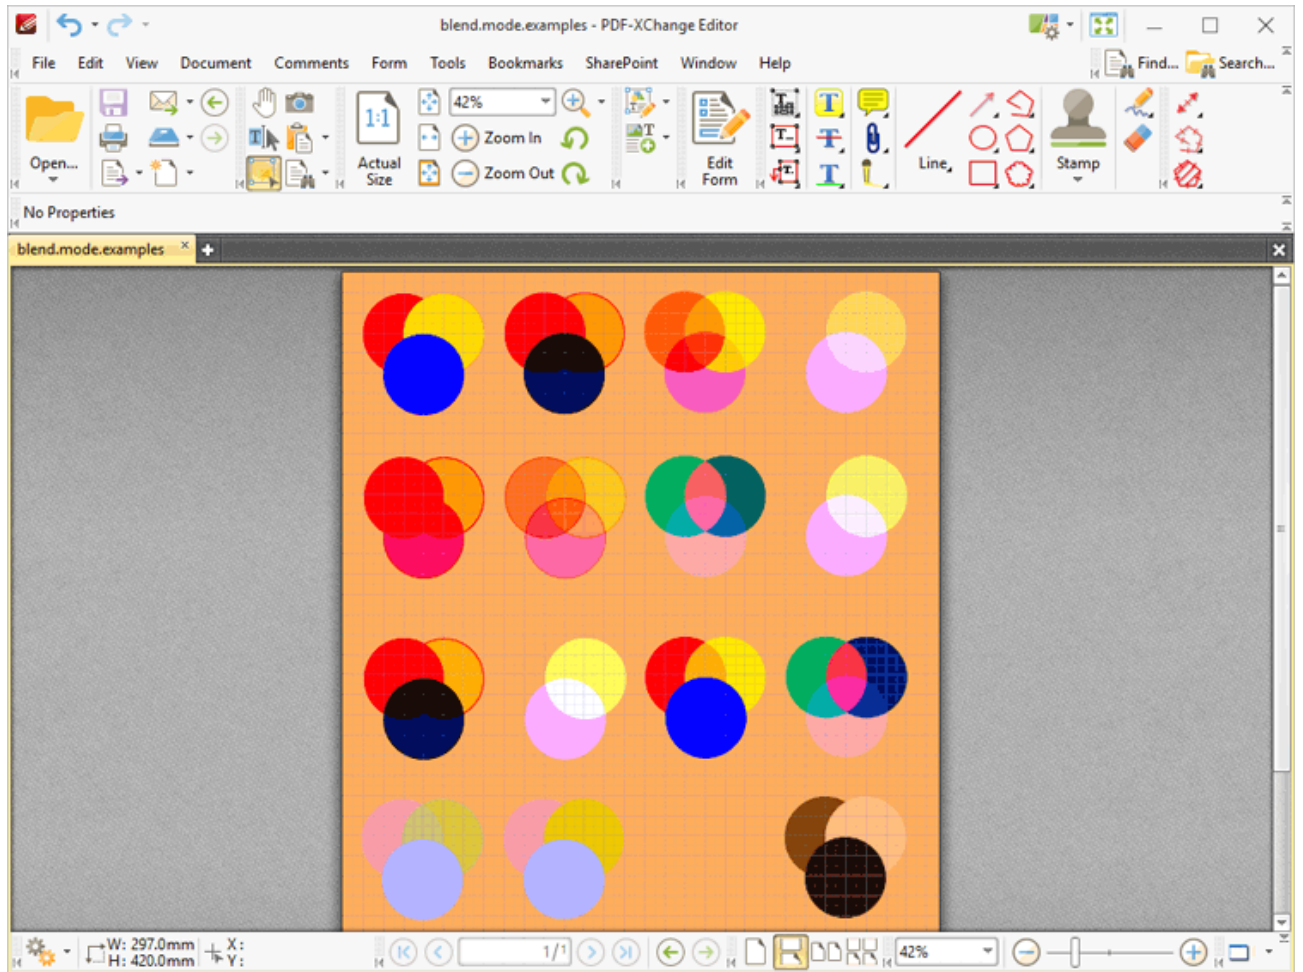 blend.mode.examples - PDF-XChange Editor
File Edit View Document Comments Form Tools Bookmarks SharePoint Window Help Find... Search...
Open...
1:1
Actual
Size
42%
Zoom In
Zoom Out
Edit
Form
Line
Stamp
No Properties
blend.mode.examples
W: 297.0mm
H: 420.0mm
X:
Y:
1/1
42%